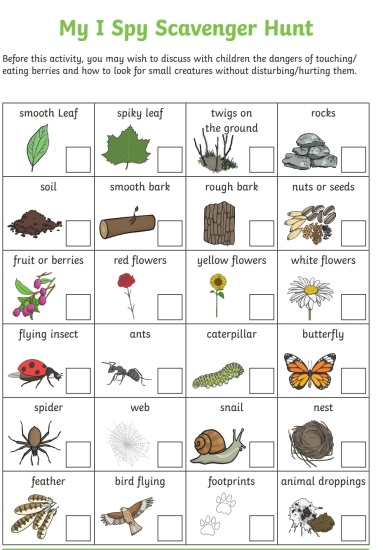 My I Spy Scavenger Hunt
Before this activity, you may wish to discuss with children the dangers of touching/
eating berries and how to look for small creatures without disturbing/hurting them.
smooth Leaf
spiky leaf
twigs on
the ground
rocks
soil
smooth bark
rough bark
nuts or seeds
fruit or berries
red flowers
yellow flowers
white flowers
flying insect
ants
caterpillar
butterfly
spider
web
snail
nest
feather
bird flying
footprints
animal droppings